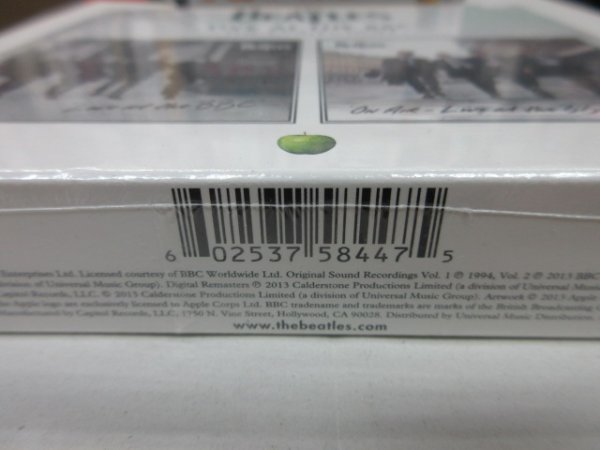 BEATLES
LIVE AT THE BBC
ON AIR - LIVE AT THE
6 02537 58447 5
Enterprises Ltd. Licensed courtesy of BBC Worldwide Ltd. Original Sound Recordings Vol. 1 ℗ 1994, Vol. 2 ℗ 2013 BBC
division of Universal Music Group). Digital Remasters ℗ 2013 Calderstone Productions Limited (a division of Universal Music
Capitol Records, LLC. © 2013 Calderstone Productions Limited (a division of Universal Music Group). Artwork © 2013 Apple
Apple logo are exclusively licensed to Apple Corps Ltd. BBC tradename and trademarks are marks of the British Broadcasting
by Capitol Records, LLC, 1750 N. Vine Street, Hollywood, CA 90028. Distributed by Universal Music Distribution
www.thebeatles.com